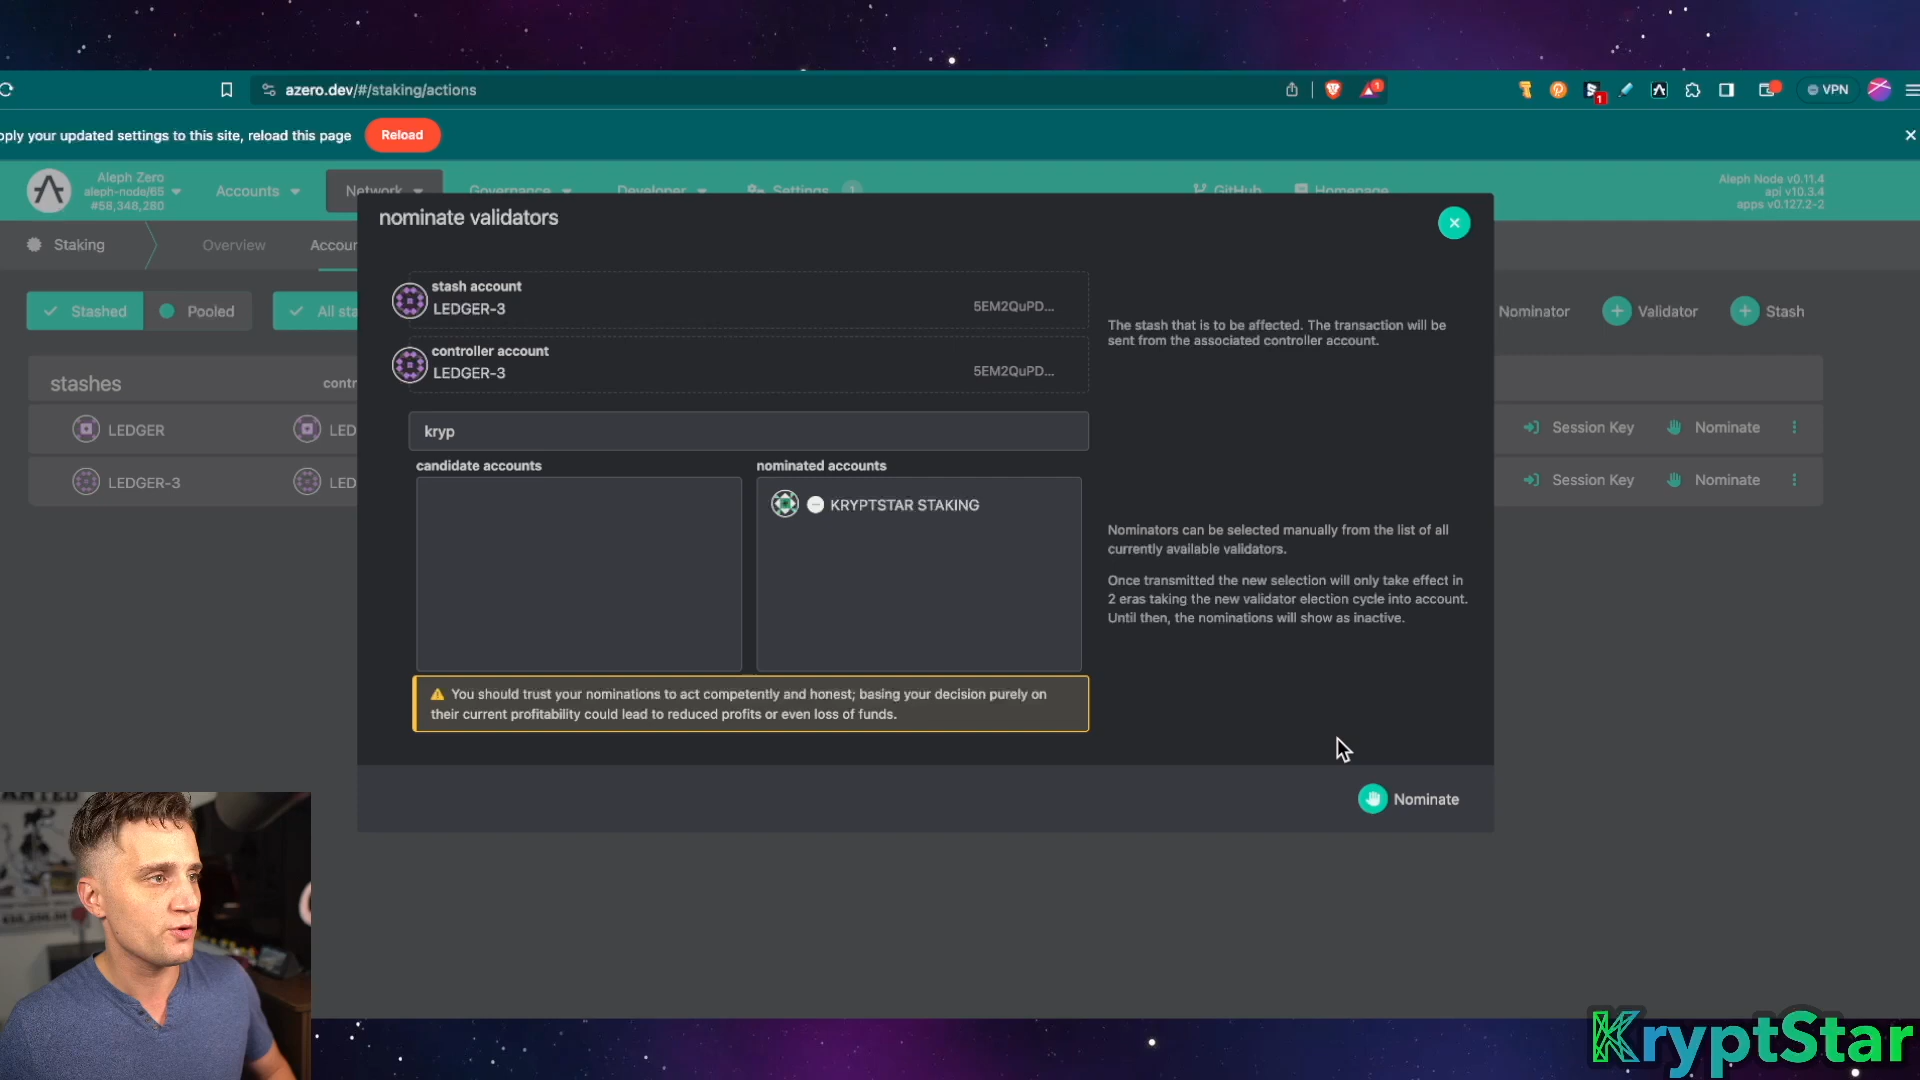 azero.dev/#/staking/actions
VPN
pply your updated settings to this site, reload this page
Reload
Aleph Zero
aleph-node/65
#58,348,280
Accounts
Network
Governance
Developer
Settings
1
GitHub
Homepage
Aleph Node v0.11.4
api v10.3.4
apps v0.127.2-2
Staking
Overview
Accoun
Stashed
Pooled
All sta
Nominator
Validator
Stash
stashes
contr
LEDGER
LED
Session Key
Nominate
LEDGER-3
LED
Session Key
Nominate
nominate validators
stash account
LEDGER-3
5EM2QuPD...
controller account
LEDGER-3
5EM2QuPD...
The stash that is to be affected. The transaction will be
sent from the associated controller account.
kryp
candidate accounts
nominated accounts
KRYPTSTAR STAKING
Nominators can be selected manually from the list of all
currently available validators.
Once transmitted the new selection will only take effect in
2 eras taking the new validator election cycle into account.
Until then, the nominations will show as inactive.
You should trust your nominations to act competently and honest; basing your decision purely on
their current profitability could lead to reduced profits or even loss of funds.
Nominate
KryptStar